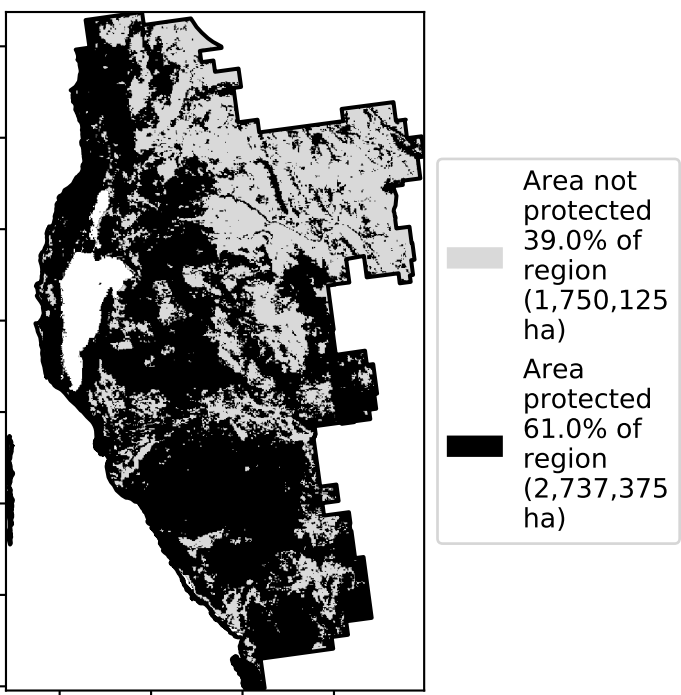 Area not
protected
39.0% of
region
(1,750,125
ha)
Area
protected
61.0% of
region
(2,737,375
ha)